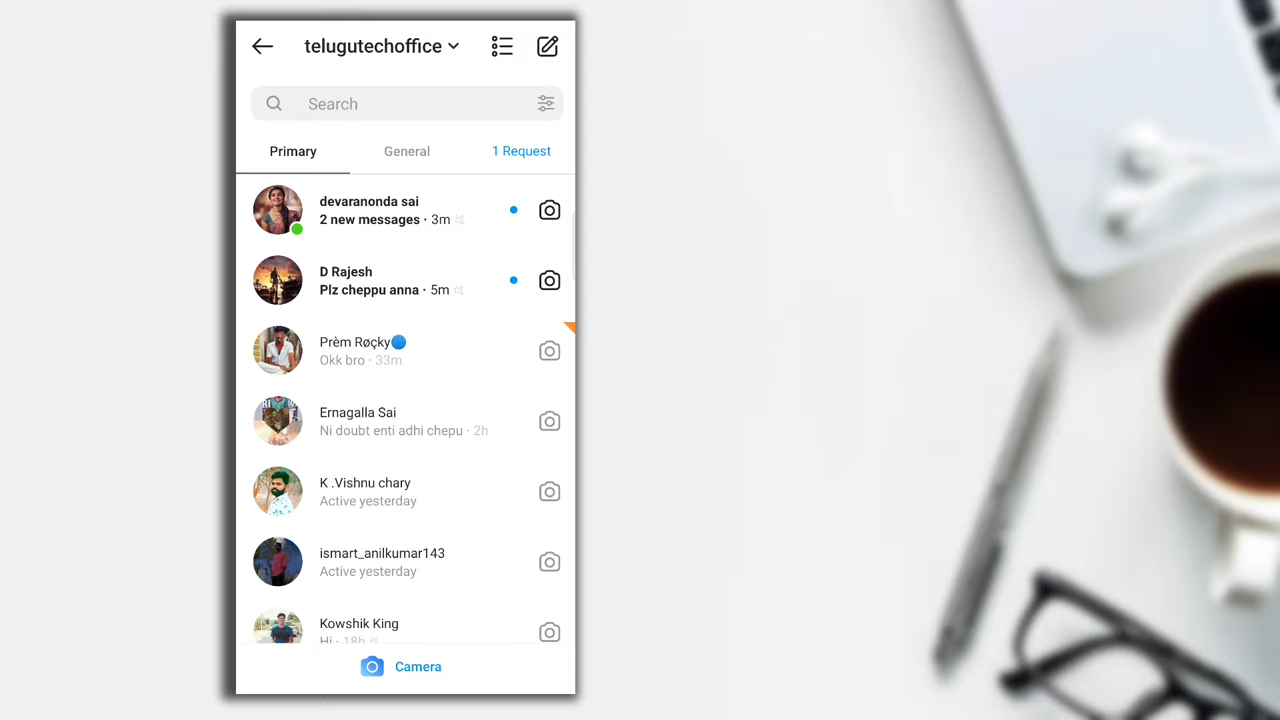 telugutechoffice
Search
Primary General 1 Request
devaranonda sai
2 new messages · 3m
D Rajesh
Plz cheppu anna · 5m
Prèm Røçky🔵
Okk bro · 33m
Ernagalla Sai
Ni doubt enti adhi chepu · 2h
K .Vishnu chary
Active yesterday
ismart_anilkumar143
Active yesterday
Kowshik King
Hi · 18h
Camera